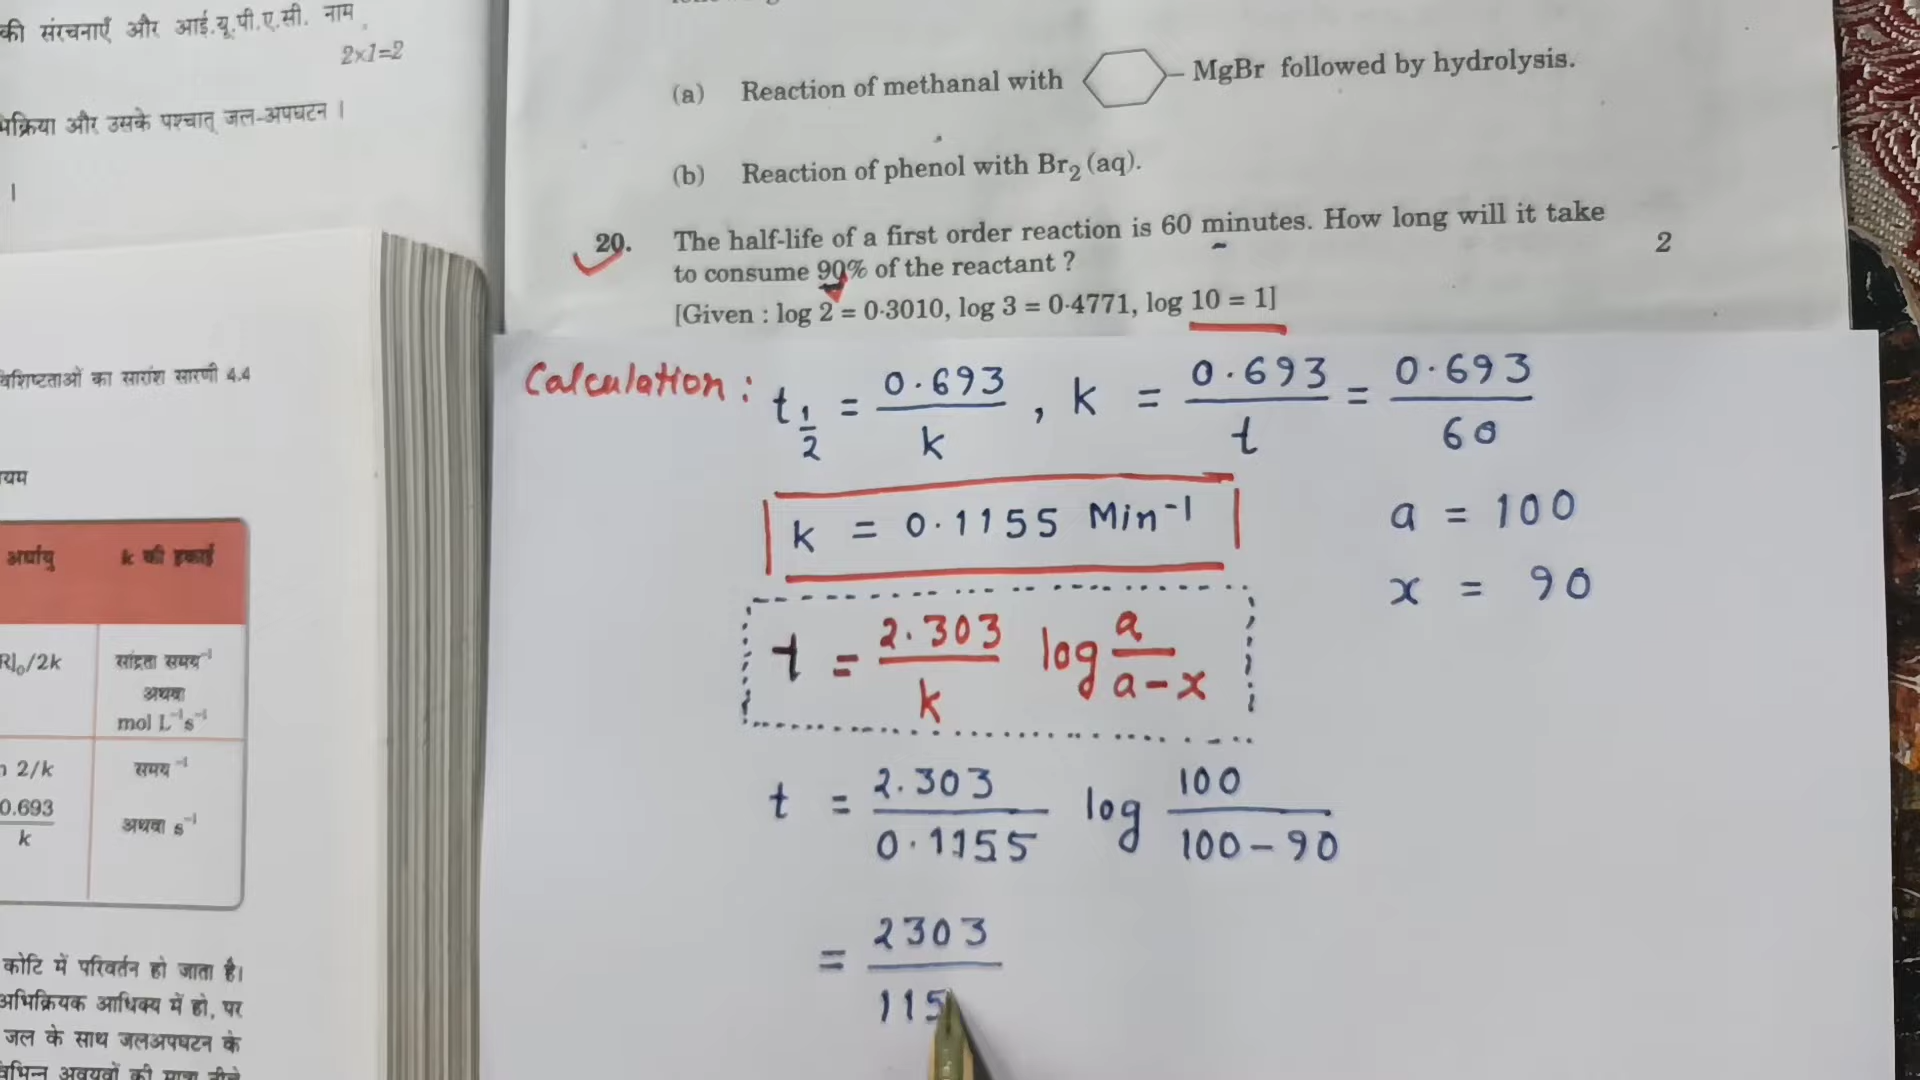 की संरचनाएँ और आई.यू.पी.ए.सी. नाम
2×1=2
और उसके पश्चात् जल-अपघटन ।
।
(a) Reaction of methanal with MgBr followed by hydrolysis.
(b) Reaction of phenol with Br₂ (aq).
20. The half-life of a first order reaction is 60 minutes. How long will it take
to consume 90% of the reactant ?
2
[Given : log 2 = 0·3010, log 3 = 0·4771, log 10 = 1]
विशिष्टताओं का सारांश सारणी 4.4
अर्धायु k की इकाई
R]₀/2k सांद्रता समय⁻¹
अथवा
mol L⁻¹s⁻¹
2/k समय⁻¹
0.693/k अथवा s⁻¹
कोटि में परिवर्तन हो जाता है।
अभिक्रियक आधिक्य में हो, पर
जल के साथ जलअपघटन के
अवयवों की मात्रा
Calculation : t½ = 0.693/k , k = 0.693/t = 0.693/60
k = 0.1155 Min⁻¹
a = 100
x = 90
t = 2.303/k log a/a-x
t = 2.303/0.1155 log 100/100-90
= 2303/115